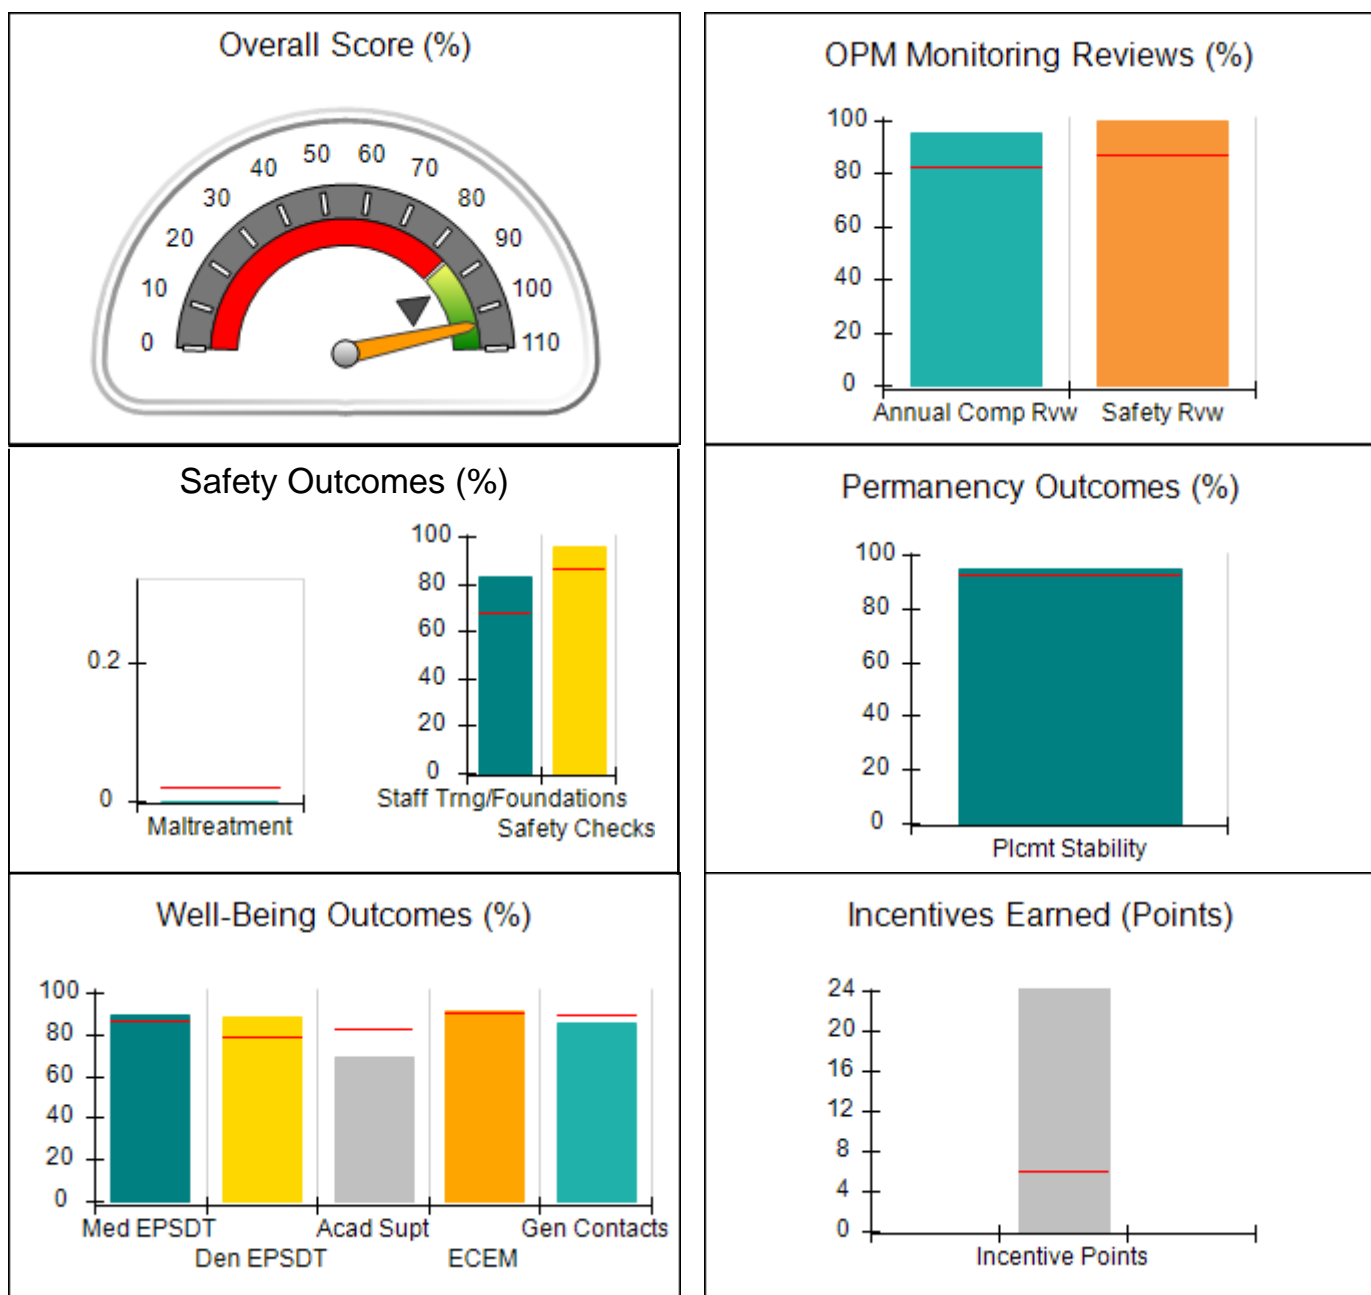 Overall Score (%)
0
10
20
30
40
50
60
70
80
90
100
110
OPM Monitoring Reviews (%)
100
80
60
40
20
0
Annual Comp Rvw
Safety Rvw
Safety Outcomes (%)
0.2
0
Maltreatment
100
80
60
40
20
0
Staff Trng/Foundations
Safety Checks
Permanency Outcomes (%)
100
80
60
40
20
0
Plcmt Stability
Well-Being Outcomes (%)
100
80
60
40
20
0
Med EPSDT
Den EPSDT
Acad Supt
ECEM
Gen Contacts
Incentives Earned (Points)
24
20
16
12
8
4
0
Incentive Points